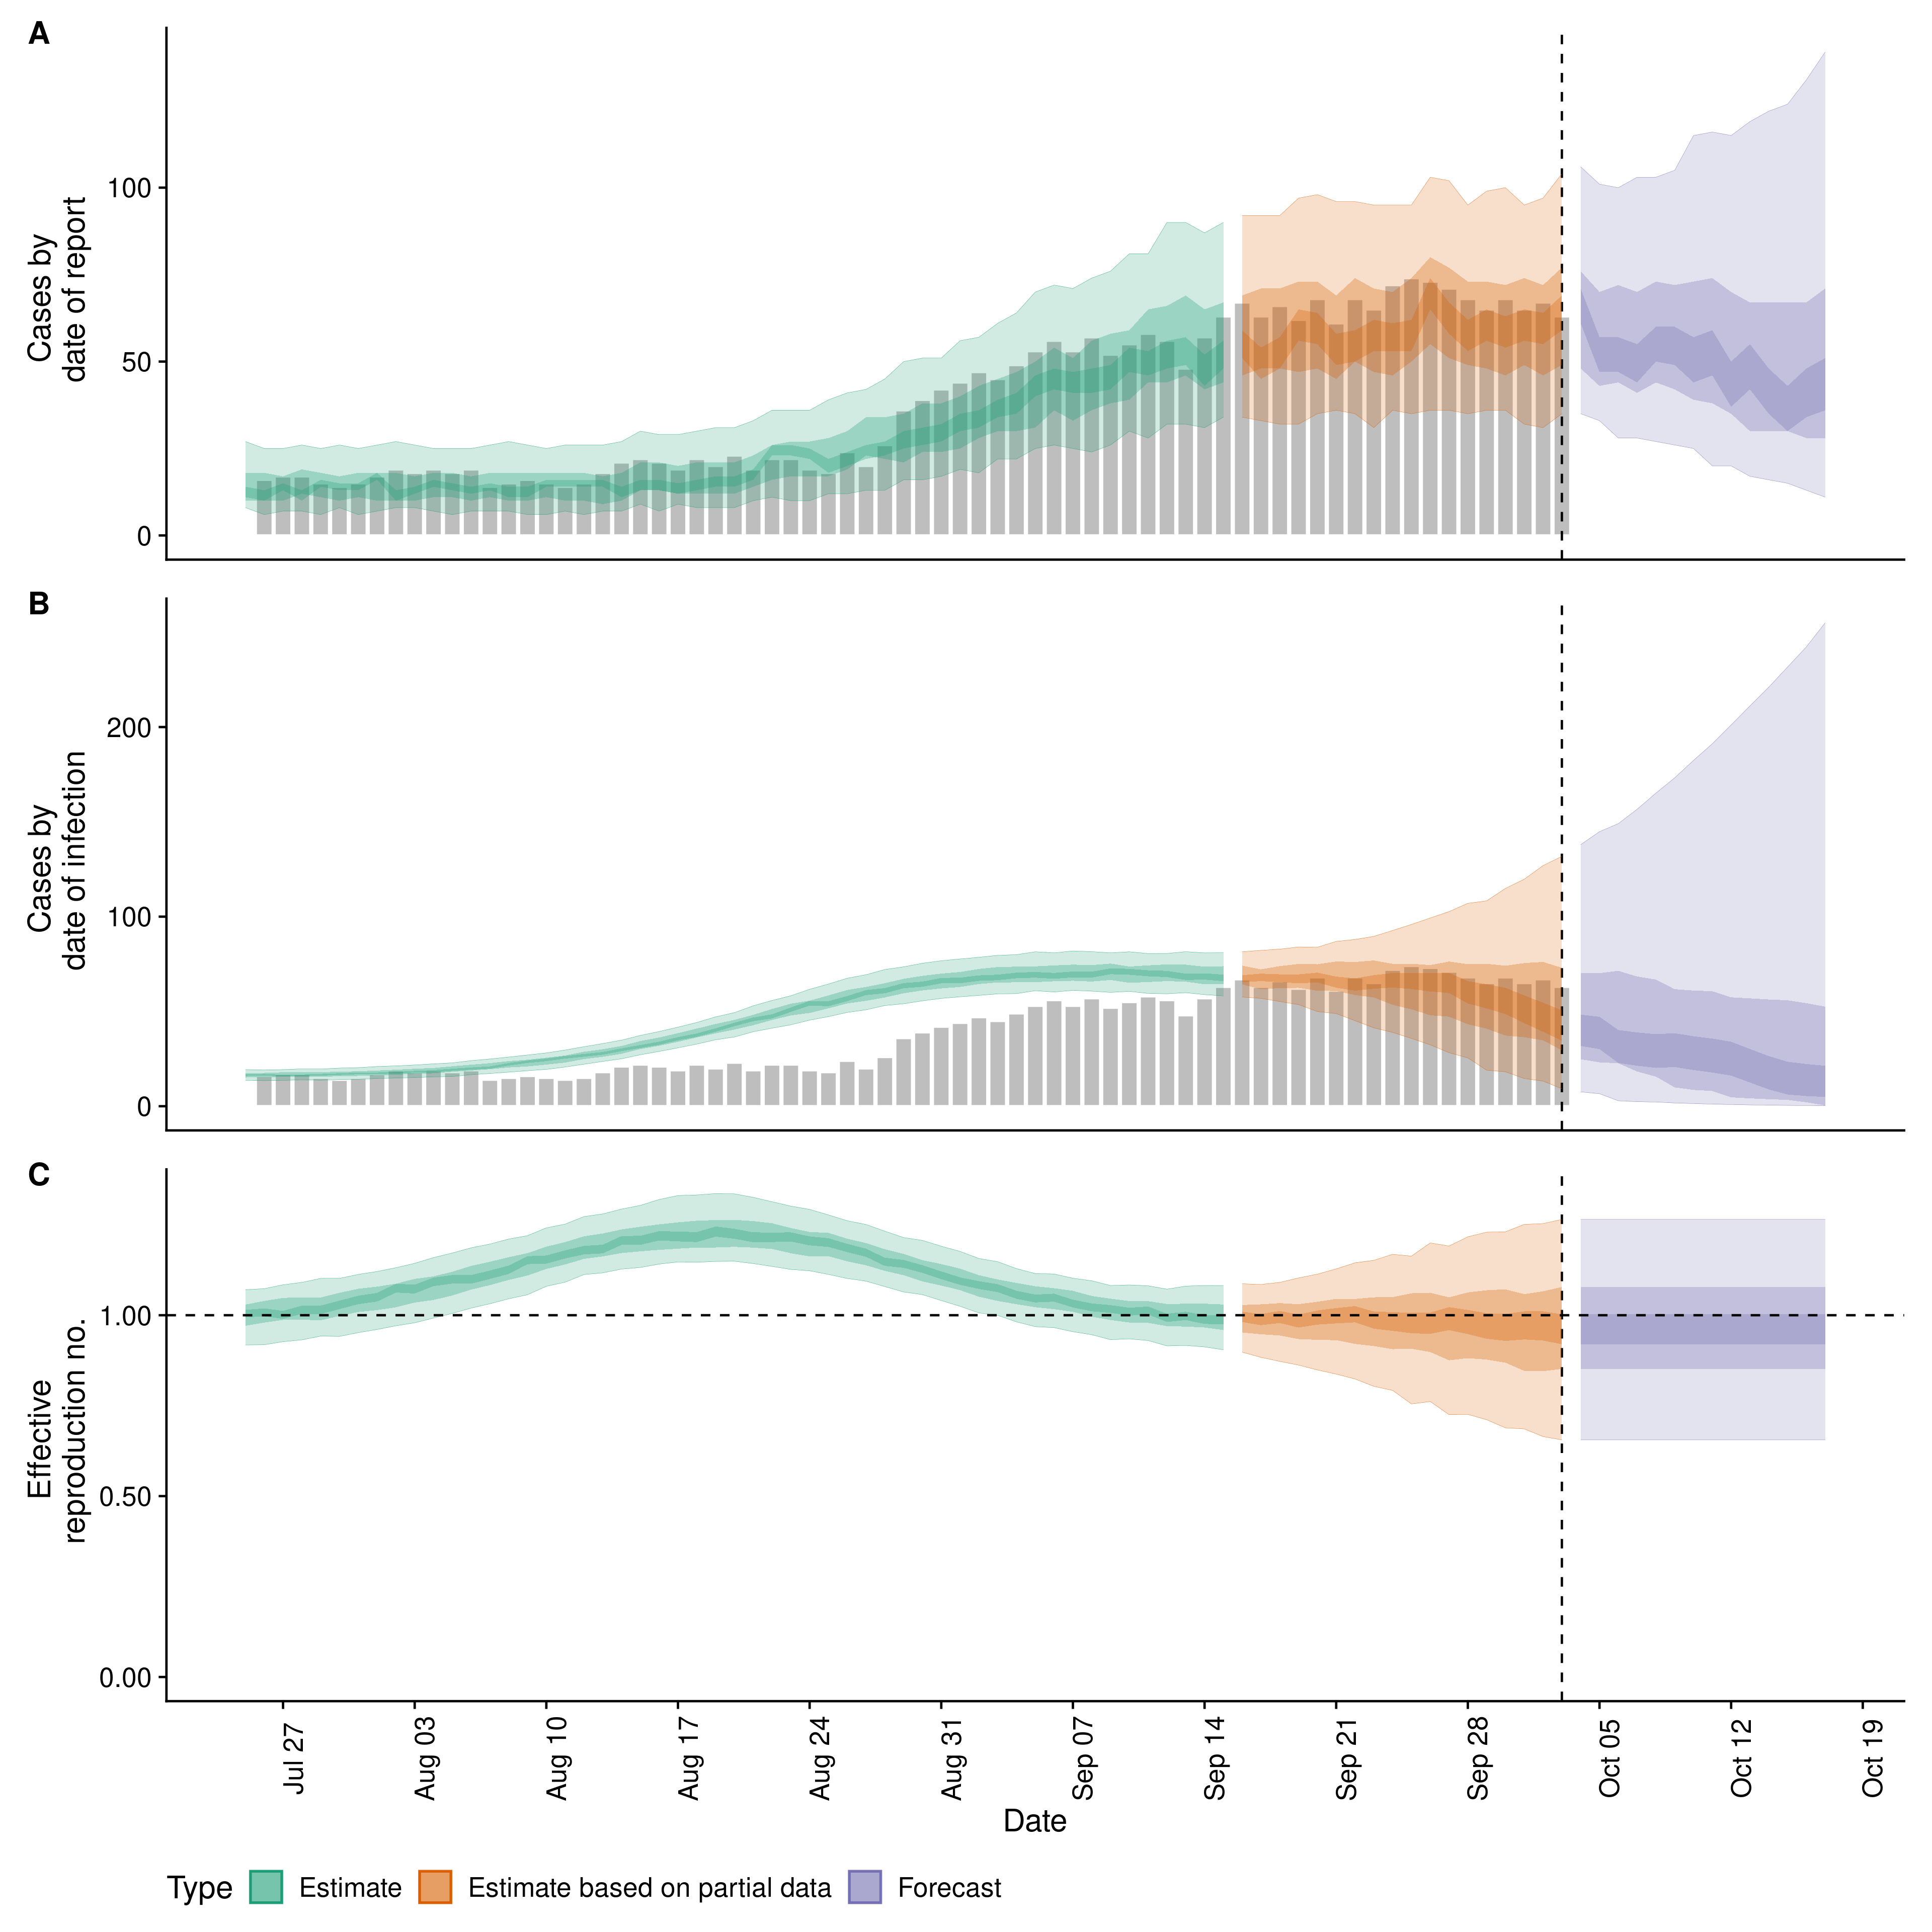 A
Cases by
date of report
100
50
0
B
Cases by
date of infection
200
100
0
C
Effective
reproduction no.
1.00
0.50
0.00
Jul 27
Aug 03
Aug 10
Aug 17
Aug 24
Aug 31
Sep 07
Sep 14
Sep 21
Sep 28
Oct 05
Oct 12
Oct 19
Date
Type Estimate Estimate based on partial data Forecast